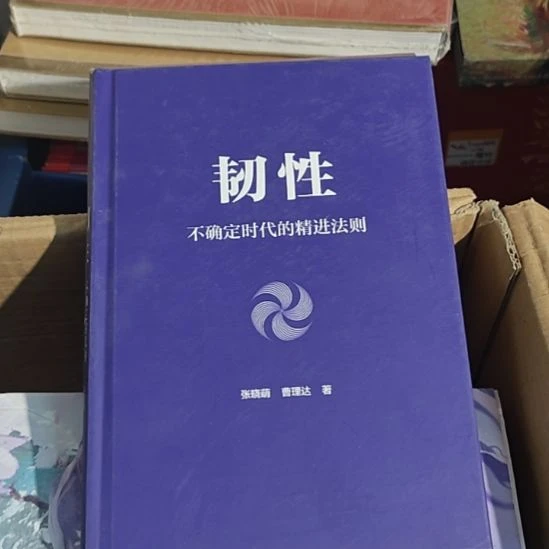 韧性
不确定时代的精进法则
张晓萌 曹理达 著